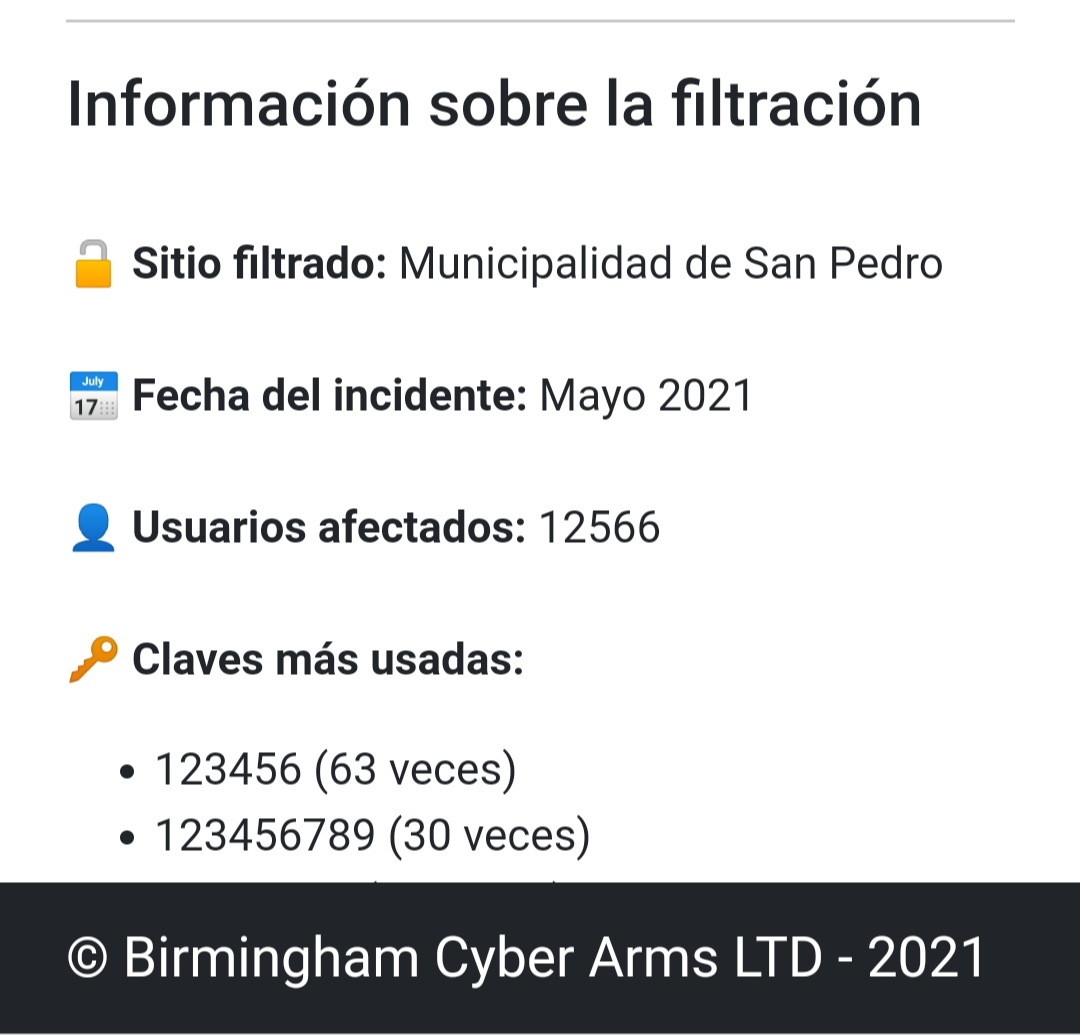 Información sobre la filtración
Sitio filtrado: Municipalidad de San Pedro
July
17
Fecha del incidente: Mayo 2021
Usuarios afectados: 12566
Claves más usadas:
• 123456 (63 veces)
• 123456789 (30 veces)
© Birmingham Cyber Arms LTD - 2021